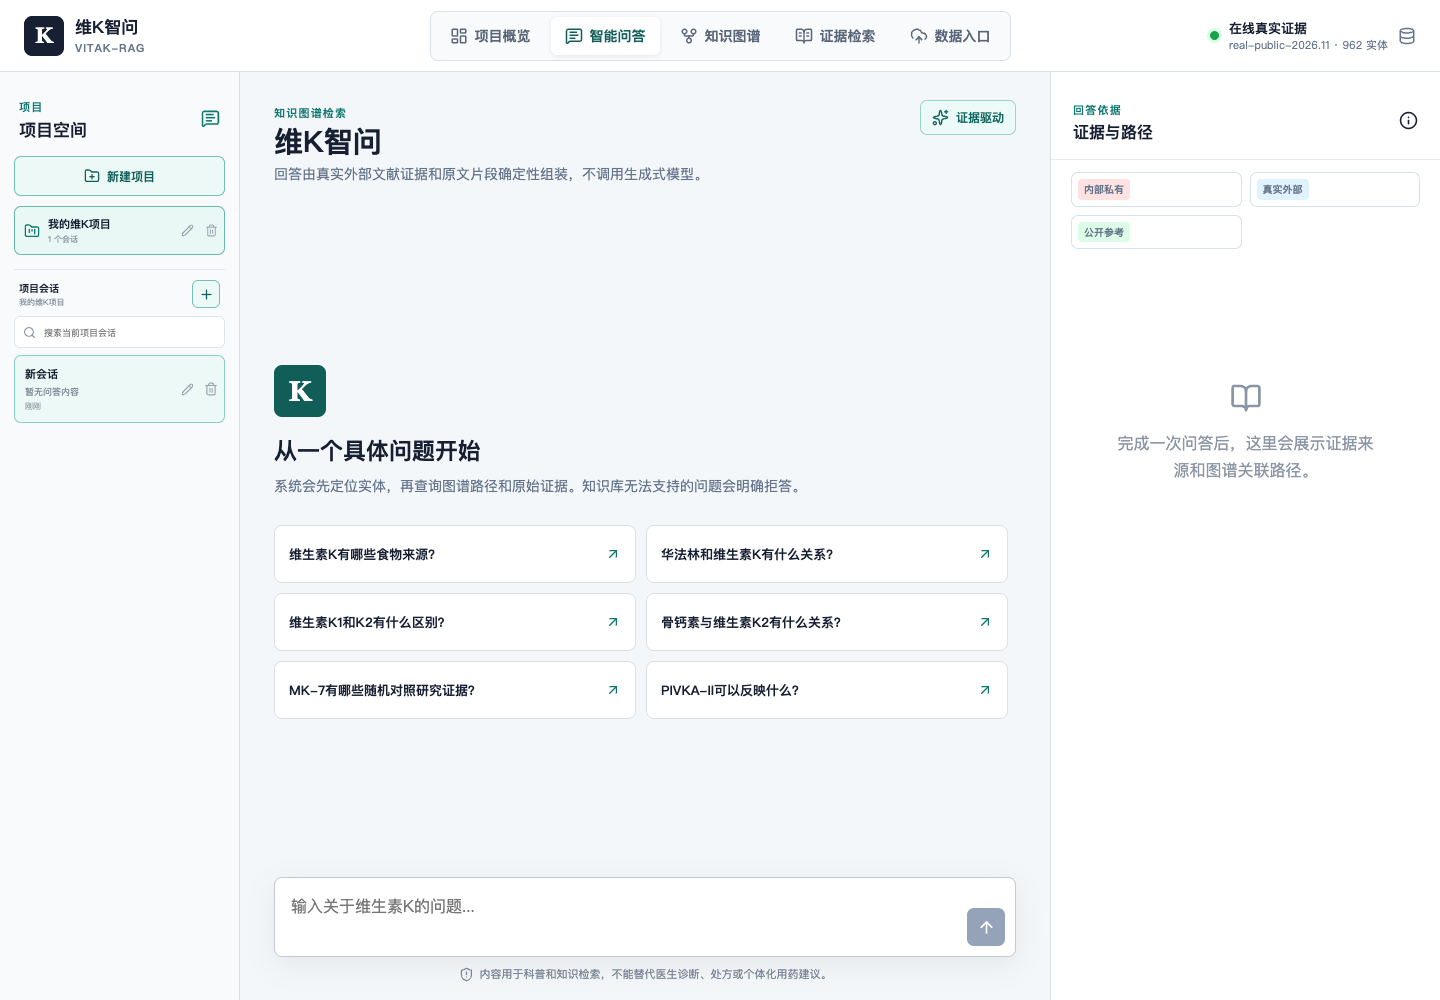 K
维K智问
VITAK-RAG
项目概览
智能问答
知识图谱
证据检索
数据入口
在线真实证据
real-public-2026.11 · 962 实体
项目
项目空间
新建项目
我的维K项目
1 个会话
项目会话
我的维K项目
搜索当前项目会话
新会话
暂无问答内容
刚刚
知识图谱检索
维K智问
回答由真实外部文献证据和原文片段确定性组装，不调用生成式模型。
证据驱动
K
从一个具体问题开始
系统会先定位实体，再查询图谱路径和原始证据。知识库无法支持的问题会明确拒答。
维生素K有哪些食物来源？
华法林和维生素K有什么关系？
维生素K1和K2有什么区别？
骨钙素与维生素K2有什么关系？
MK-7有哪些随机对照研究证据？
PIVKA-II可以反映什么？
输入关于维生素K的问题...
内容用于科普和知识检索，不能替代医生诊断、处方或个体化用药建议。
回答依据
证据与路径
内部私有
真实外部
公开参考
完成一次问答后，这里会展示证据来
源和图谱关联路径。